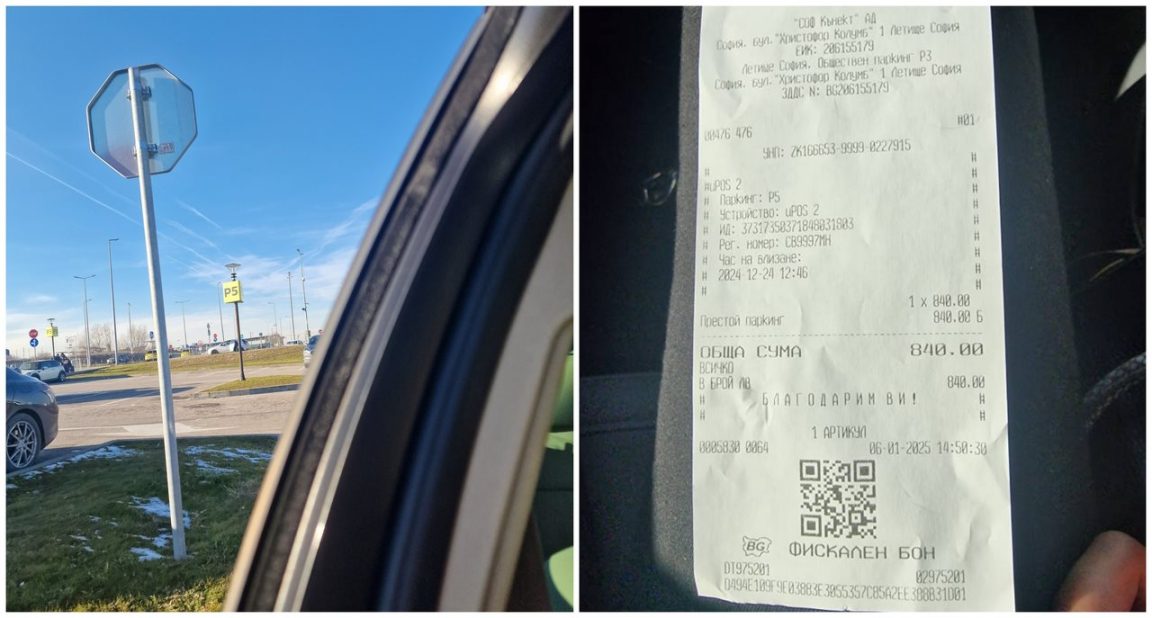 P5
"СОФ Кънект" АД
София, бул."Христофор Колумб" 1 Летище София
ЕИК: 206155179
Летище София, Обществен паркинг P3
София, бул."Христофор Колумб" 1 Летище София
ЗДДС N: BG206155179
#01
00476 476
УНП: ZK166653-9999-0227915
# #
#uPOS 2 #
# Паркинг: P5 #
# Устройство: uPOS 2 #
# ИД: 37317350371848031803 #
# Рег. номер: CB9997MH #
# Час на влизане: #
# 2024-12-24 12:46 #
# #
1 x 840.00
Престой паркинг 840.00 Б
ОБЩА СУМА 840.00
ВСИЧКО
В БРОЙ ЛВ 840.00
# БЛАГОДАРИМ ВИ! #
# #
1 АРТИКУЛ
0005830 0064 06-01-2025 14:50:30
BG ФИСКАЛЕН БОН
DT975201 02975201
D494E109F9E03883E3055357C85A2EE388B31D01